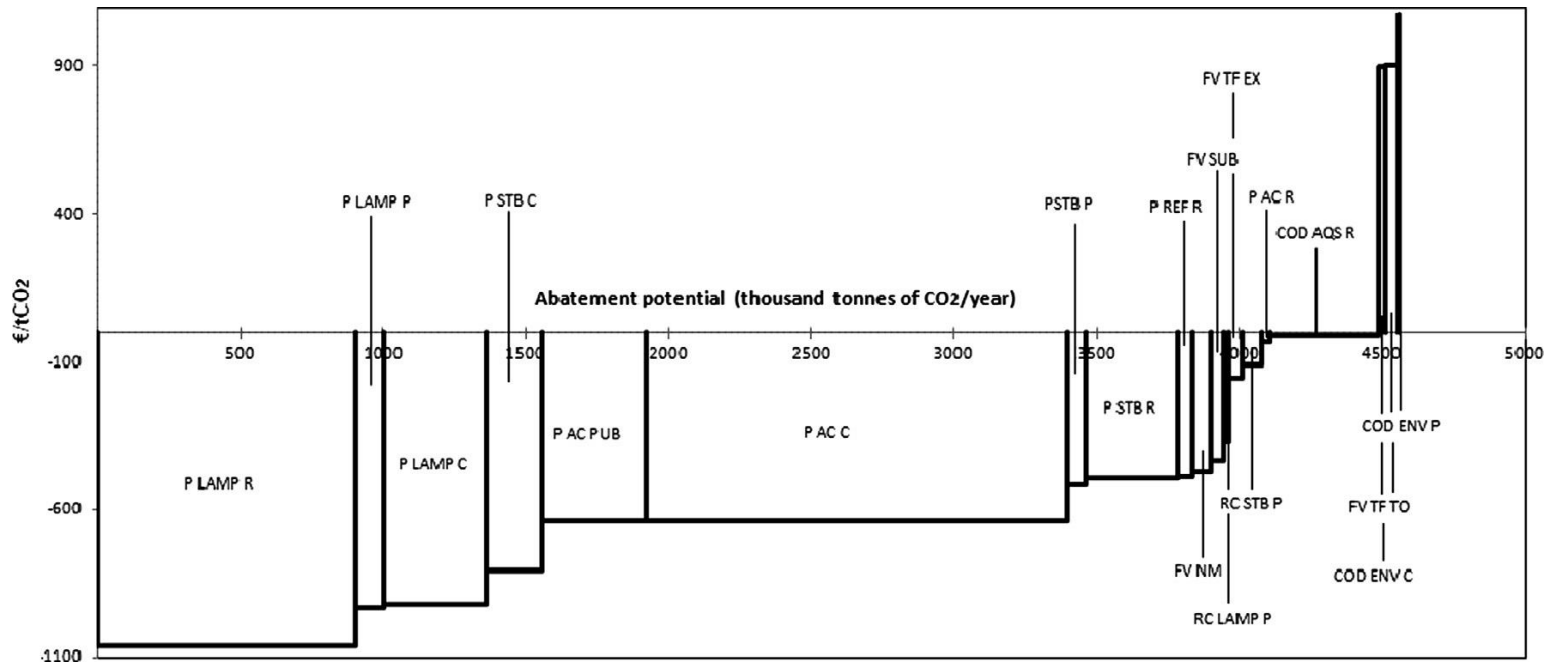 900
FV TF EX
FV SUB
P LAMP P
P STB C
PSTB P
P REF R
P AC R
400
COD AQS R
Abatement potential (thousand tonnes of CO2/year)
€/tCO2
-100
500
1000
1500
2000
2500
3000
3500
4000
4500
5000
P STB R
P AC PUB
P AC C
COD ENV P
P LAMP C
P LAMP R
RC STB P
FV TF TO
-600
FV INM
COD ENV C
RC LAMP P
-1100